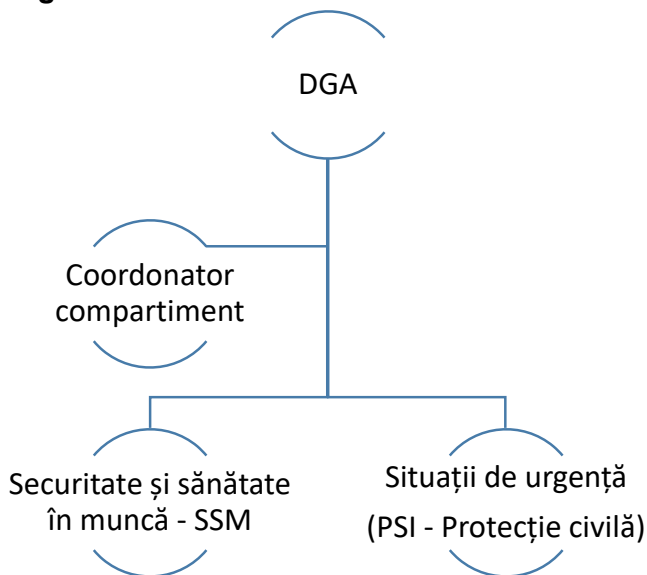 DGA
Coordonator
compartiment
Securitate și sănătate
în muncă - SSM
Situații de urgență
(PSI - Protecție civilă)